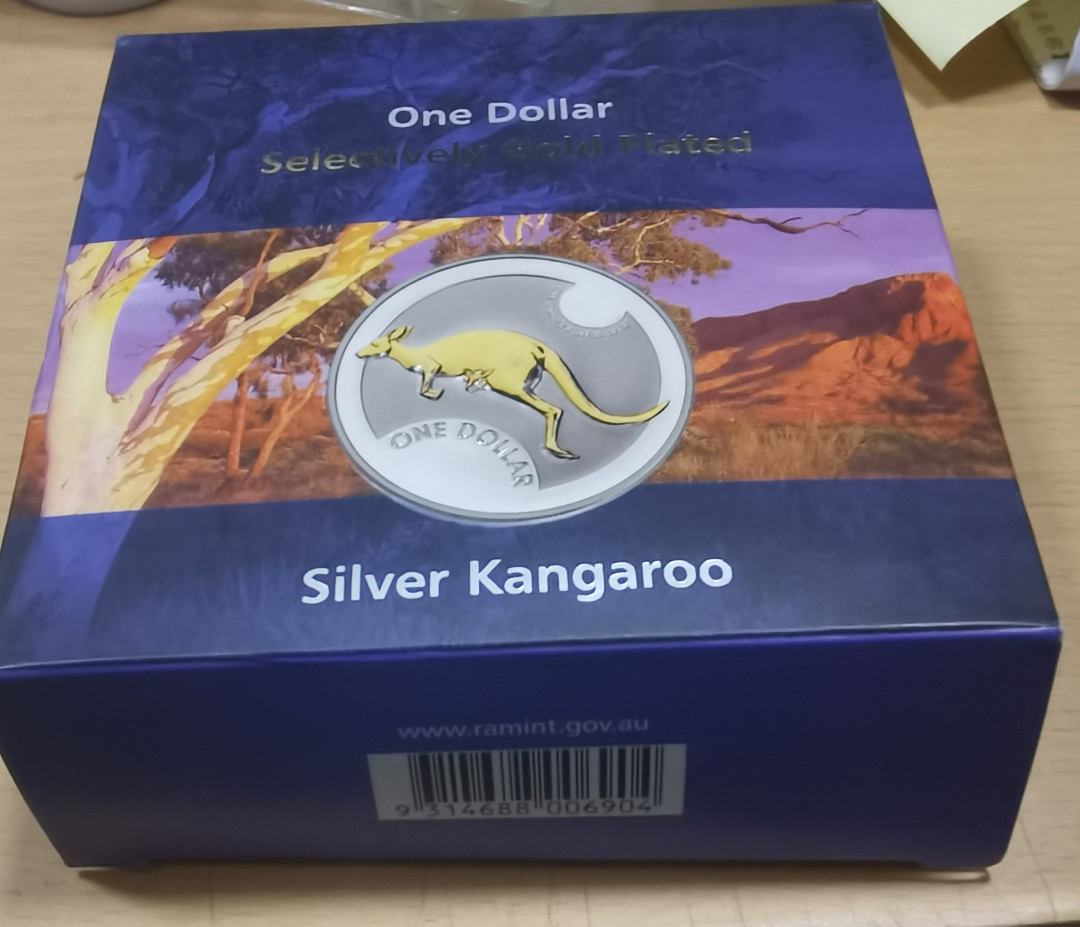 One Dollar
Selectively Gold Plated
ONE DOLLAR
Silver Kangaroo
www.ramint.gov.au
9 314688 006904